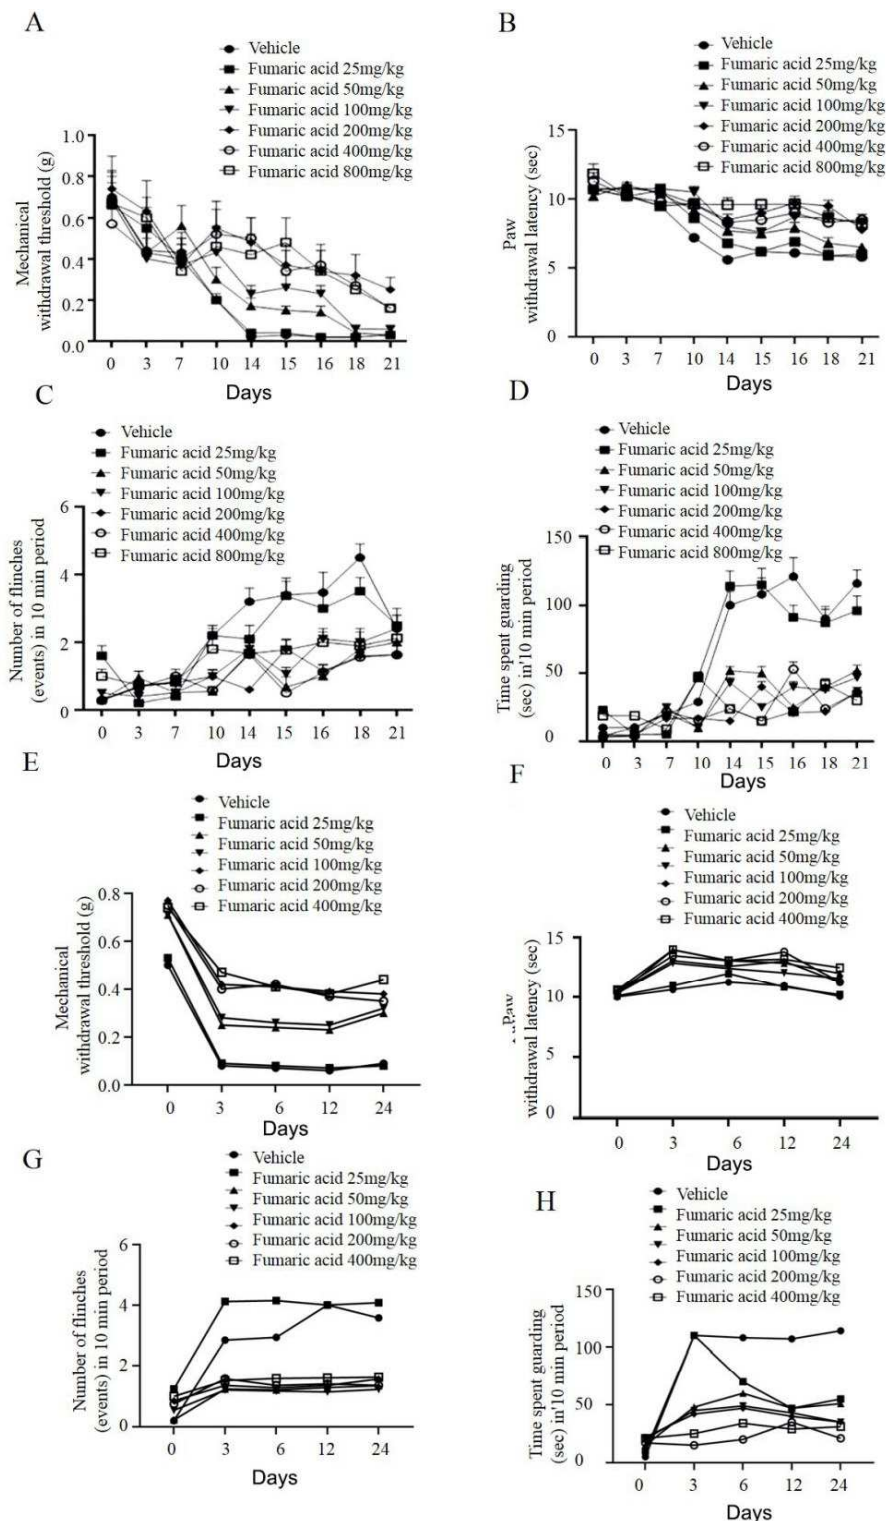 A
Vehicle
Fumaric acid 25mg/kg
Fumaric acid 50mg/kg
Fumaric acid 100mg/kg
Fumaric acid 200mg/kg
Fumaric acid 400mg/kg
Fumaric acid 800mg/kg
Mechanical
withdrawal threshold (g)
1.0
0.8
0.6
0.4
0.2
0.0
0 3 7 10 14 15 16 18 21
Days
B
Vehicle
Fumaric acid 25mg/kg
Fumaric acid 50mg/kg
Fumaric acid 100mg/kg
Fumaric acid 200mg/kg
Fumaric acid 400mg/kg
Fumaric acid 800mg/kg
Paw
withdrawal latency (sec)
15
10
5
0
0 3 7 10 14 15 16 18 21
Days
C
Vehicle
Fumaric acid 25mg/kg
Fumaric acid 50mg/kg
Fumaric acid 100mg/kg
Fumaric acid 200mg/kg
Fumaric acid 400mg/kg
Fumaric acid 800mg/kg
Number of flinches
(events) in 10 min period
6
4
2
0
0 3 7 10 14 15 16 18 21
Days
D
Vehicle
Fumaric acid 25mg/kg
Fumaric acid 50mg/kg
Fumaric acid 100mg/kg
Fumaric acid 200mg/kg
Fumaric acid 400mg/kg
Fumaric acid 800mg/kg
Time spent guarding
(sec) in'10 min period
150
100
50
0
0 3 7 10 14 15 16 18 21
Days
E
Vehicle
Fumaric acid 25mg/kg
Fumaric acid 50mg/kg
Fumaric acid 100mg/kg
Fumaric acid 200mg/kg
Fumaric acid 400mg/kg
Mechanical
withdrawal threshold (g)
0.8
0.6
0.4
0.2
0.0
0 3 6 12 24
Days
F
Vehicle
Fumaric acid 25mg/kg
Fumaric acid 50mg/kg
Fumaric acid 100mg/kg
Fumaric acid 200mg/kg
Fumaric acid 400mg/kg
Paw
withdrawal latency (sec)
15
10
5
0
0 3 6 12 24
Days
G
Vehicle
Fumaric acid 25mg/kg
Fumaric acid 50mg/kg
Fumaric acid 100mg/kg
Fumaric acid 200mg/kg
Fumaric acid 400mg/kg
Number of flinches
(events) in 10 min period
6
4
2
0
0 3 6 12 24
Days
H
Vehicle
Fumaric acid 25mg/kg
Fumaric acid 50mg/kg
Fumaric acid 100mg/kg
Fumaric acid 200mg/kg
Fumaric acid 400mg/kg
Time spent guarding
(sec) in'10 min period
150
100
50
0
0 3 6 12 24
Days